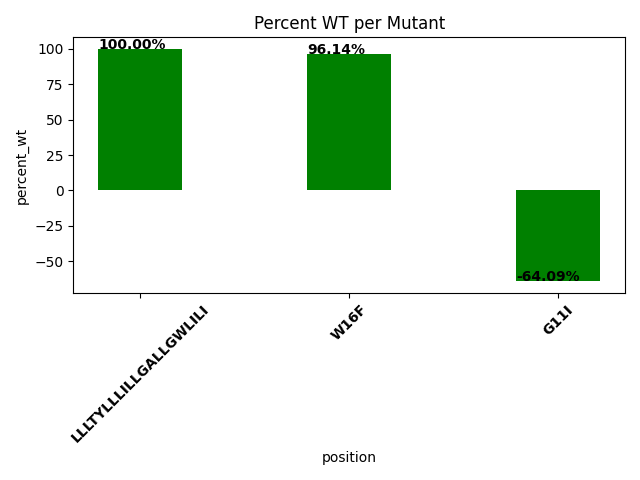 Percent WT per Mutant
100.00%
96.14%
-64.09%
100
75
50
25
0
−25
−50
percent_wt
LLLTYLLLILLGALLGWLILI
W16F
G11I
position